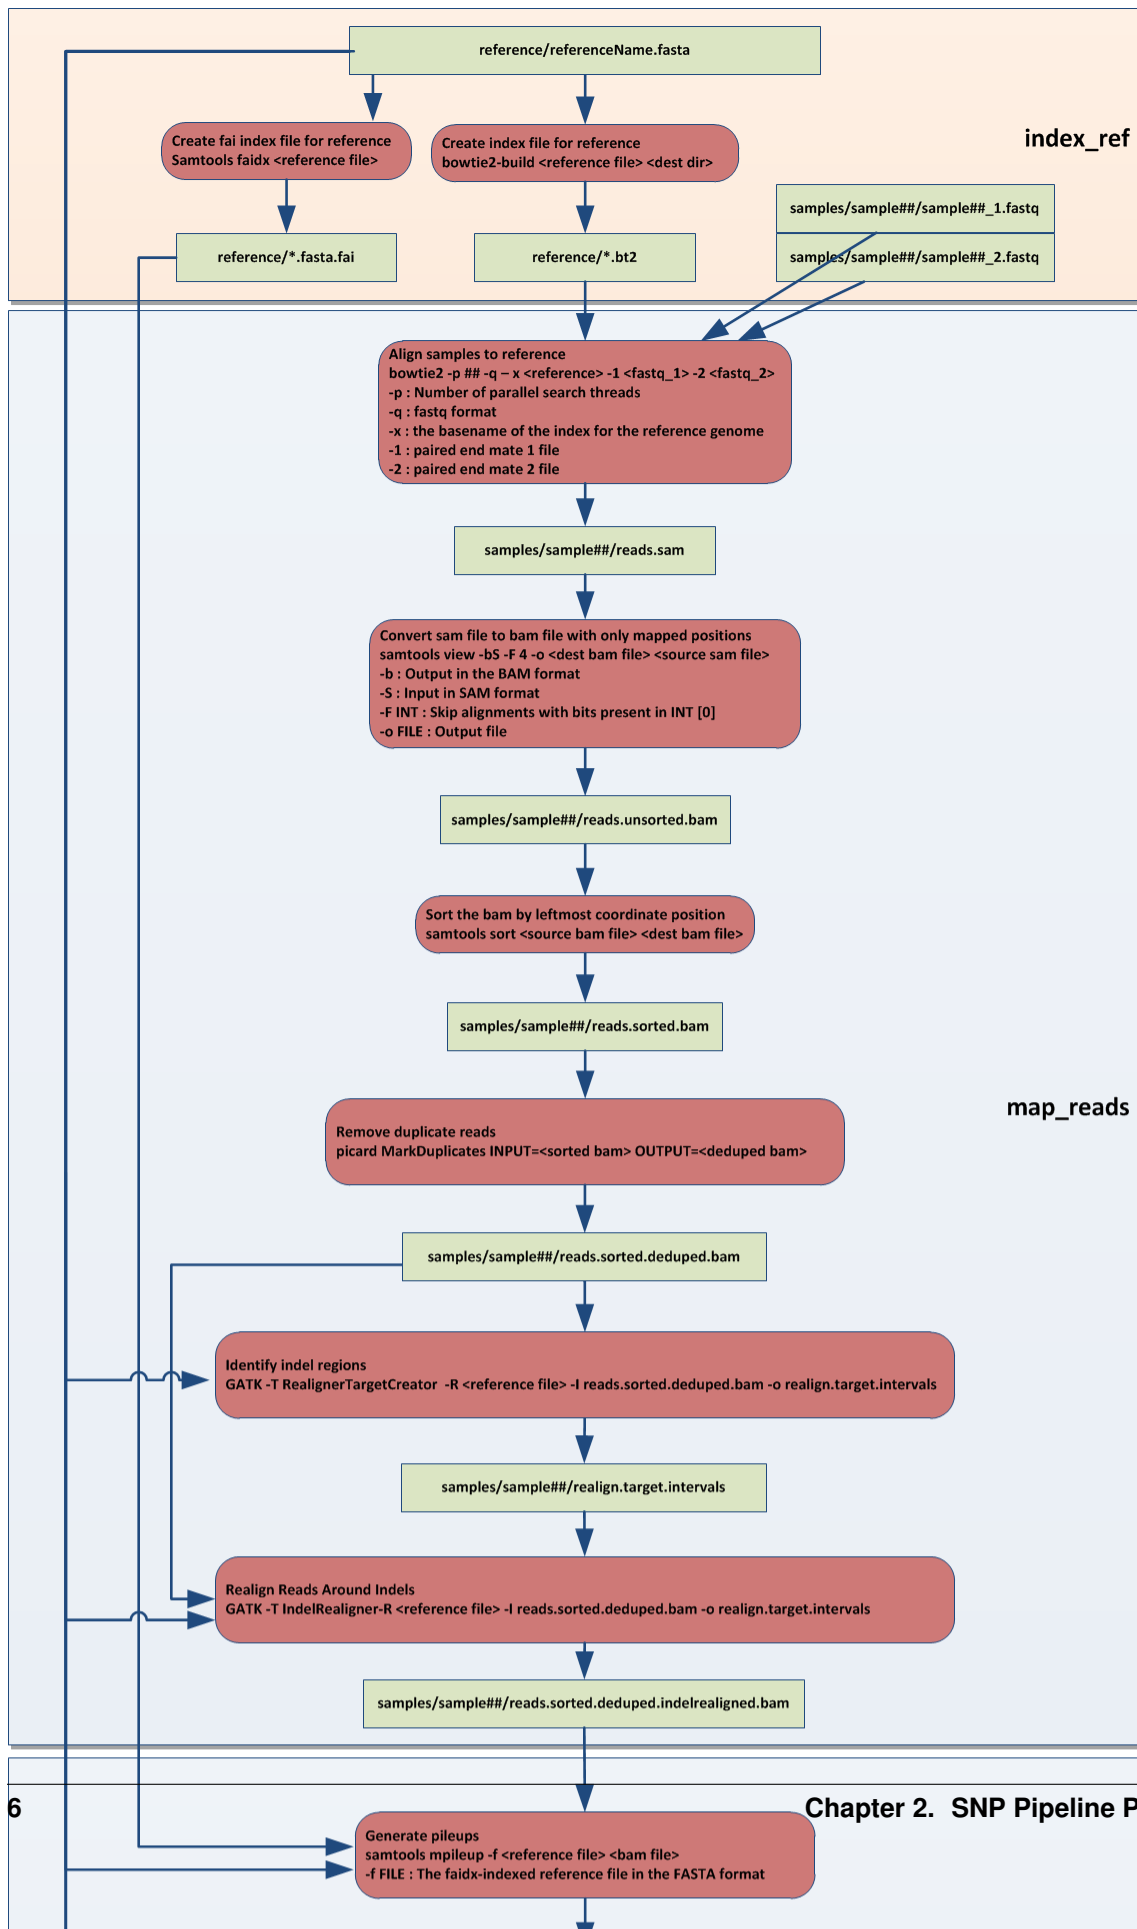 reference/referenceName.fasta
Create fai index file for reference
Samtools faidx <reference file>
Create index file for reference
bowtie2-build <reference file> <dest dir>
index_ref
samples/sample##/sample##_1.fastq
reference/*.fasta.fai
reference/*.bt2
samples/sample##/sample##_2.fastq
Align samples to reference
bowtie2 -p ## -q – x <reference> -1 <fastq_1> -2 <fastq_2>
-p : Number of parallel search threads
-q : fastq format
-x : the basename of the index for the reference genome
-1 : paired end mate 1 file
-2 : paired end mate 2 file
samples/sample##/reads.sam
Convert sam file to bam file with only mapped positions
samtools view -bS -F 4 -o <dest bam file> <source sam file>
-b : Output in the BAM format
-S : Input in SAM format
-F INT : Skip alignments with bits present in INT [0]
-o FILE : Output file
samples/sample##/reads.unsorted.bam
Sort the bam by leftmost coordinate position
samtools sort <source bam file> <dest bam file>
samples/sample##/reads.sorted.bam
map_reads
Remove duplicate reads
picard MarkDuplicates INPUT=<sorted bam> OUTPUT=<deduped bam>
samples/sample##/reads.sorted.deduped.bam
Identify indel regions
GATK -T RealignerTargetCreator  -R <reference file> -I reads.sorted.deduped.bam -o realign.target.intervals
samples/sample##/realign.target.intervals
Realign Reads Around Indels
GATK -T IndelRealigner-R <reference file> -I reads.sorted.deduped.bam -o realign.target.intervals
samples/sample##/reads.sorted.deduped.indelrealigned.bam
6
Chapter 2. SNP Pipeline P
Generate pileups
samtools mpileup -f <reference file> <bam file>
-f FILE : The faidx-indexed reference file in the FASTA format